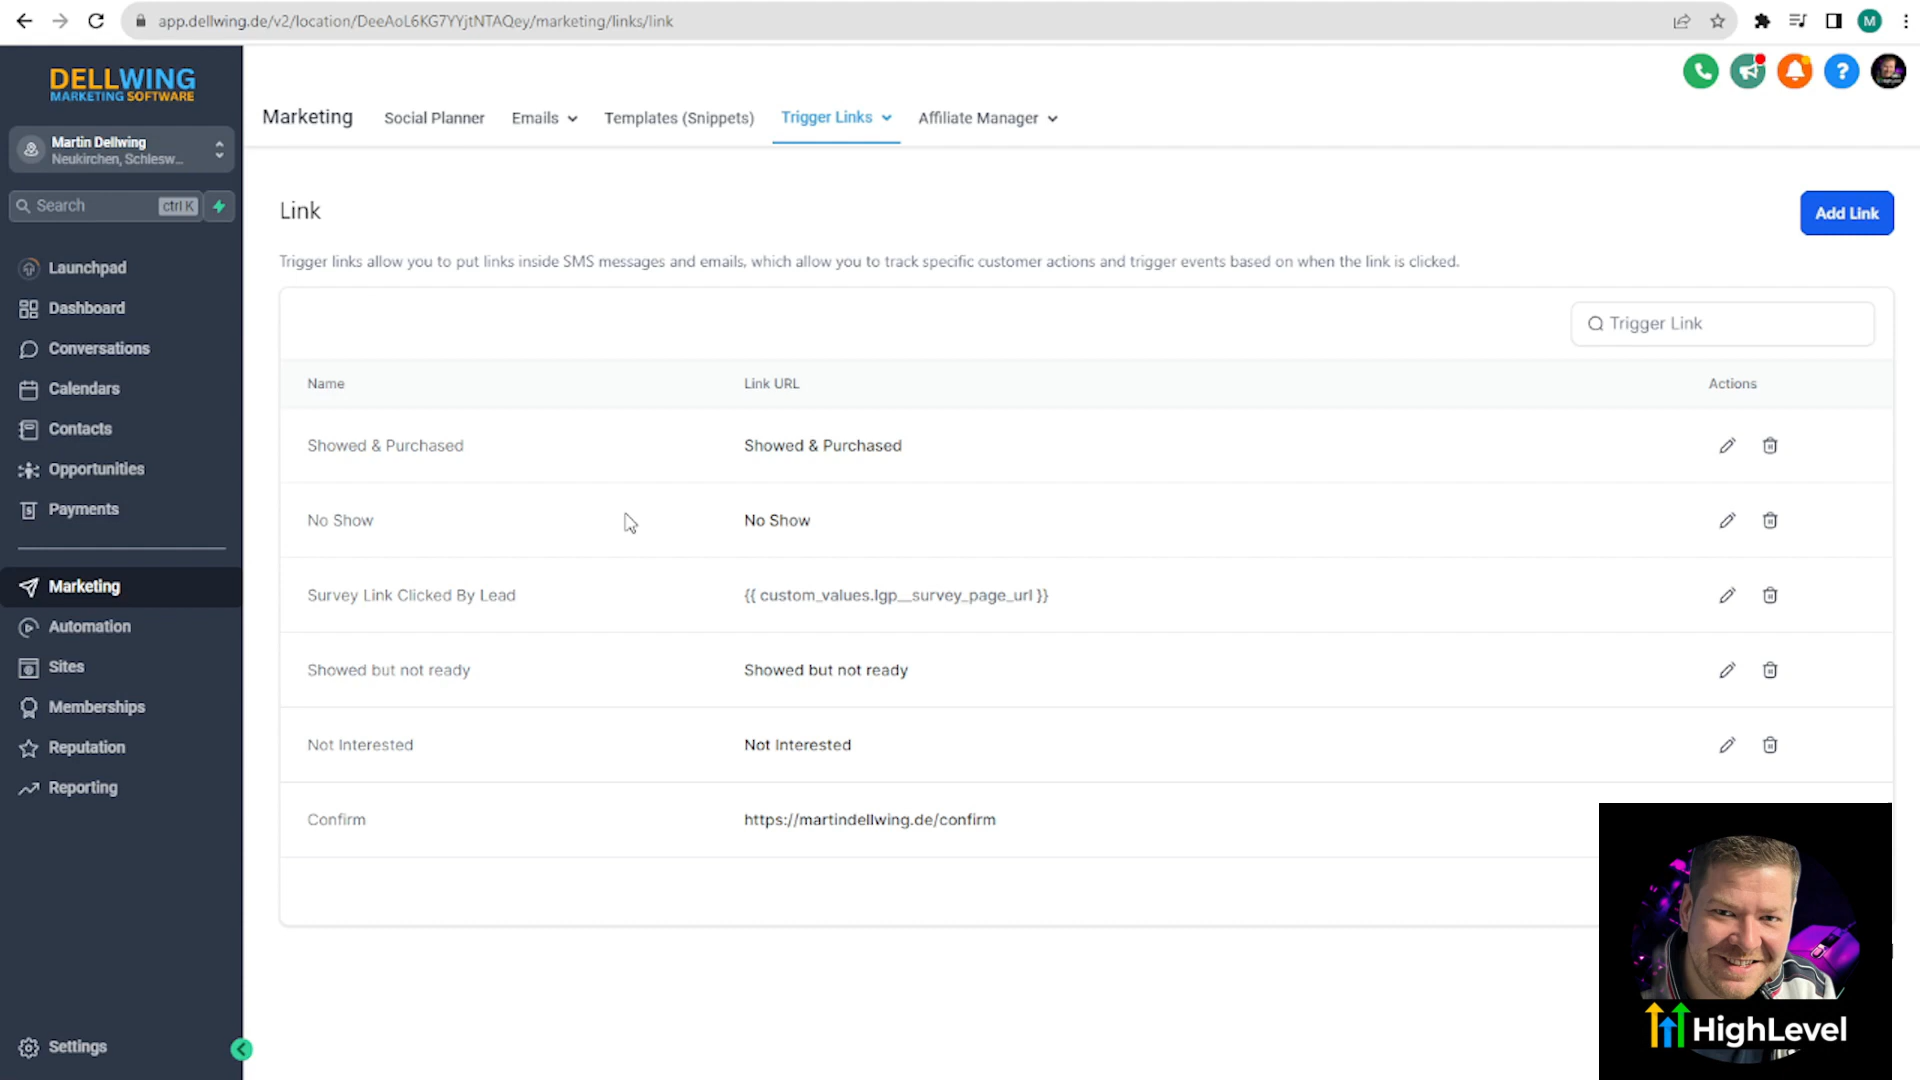 app.dellwing.de/v2/location/DeeAoL6KG7YYjtNTAQey/marketing/links/link
M
DELLWING
MARKETING SOFTWARE
Martin Dellwing
Neukirchen, Schlesw...
Search
ctrl K
Launchpad
Dashboard
Conversations
Calendars
Contacts
Opportunities
Payments
Marketing
Automation
Sites
Memberships
Reputation
Reporting
Settings
Marketing
Social Planner
Emails
Templates (Snippets)
Trigger Links
Affiliate Manager
?
Link
Add Link
Trigger links allow you to put links inside SMS messages and emails, which allow you to track specific customer actions and trigger events based on when the link is clicked.
Trigger Link
Name Link URL Actions
Showed & Purchased Showed & Purchased
No Show No Show
Survey Link Clicked By Lead {{ custom_values.lgp__survey_page_url }}
Showed but not ready Showed but not ready
Not Interested Not Interested
Confirm https://martindellwing.de/confirm
HighLevel